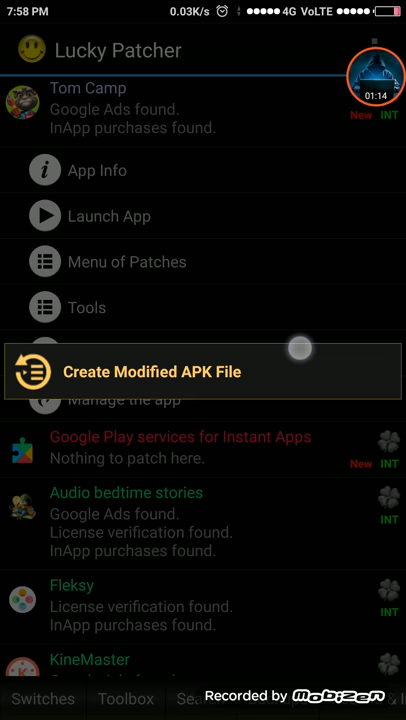 7:58 PM 0.03K/s 4G VoLTE
Lucky Patcher
01:14
Tom Camp
Google Ads found.
InApp purchases found.
New INT
App Info
Launch App
Menu of Patches
Tools
Create Modified APK File
Manage the app
Google Play services for Instant Apps
Nothing to patch here.
New INT
Audio bedtime stories
Google Ads found.
License verification found.
InApp purchases found.
INT
Fleksy
License verification found.
InApp purchases found.
INT
KineMaster
Switches Toolbox
Recorded by Mobizen